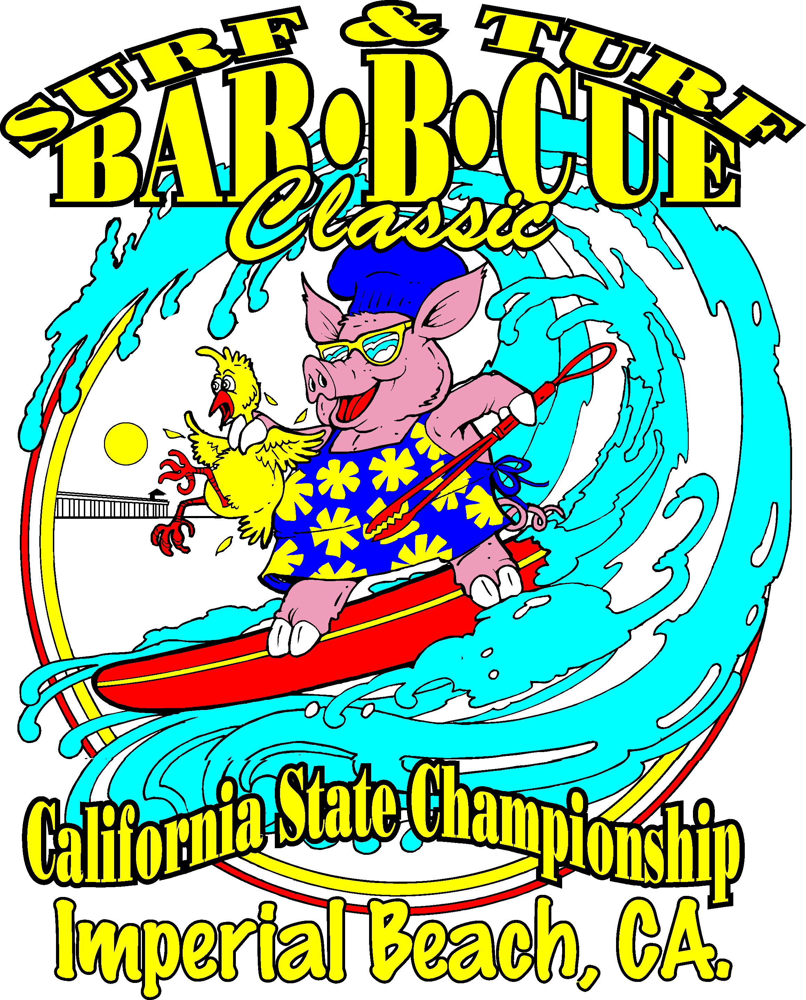 SURF & TURF
BAR•B•CUE
Classic
California State Championship
Imperial Beach, CA.